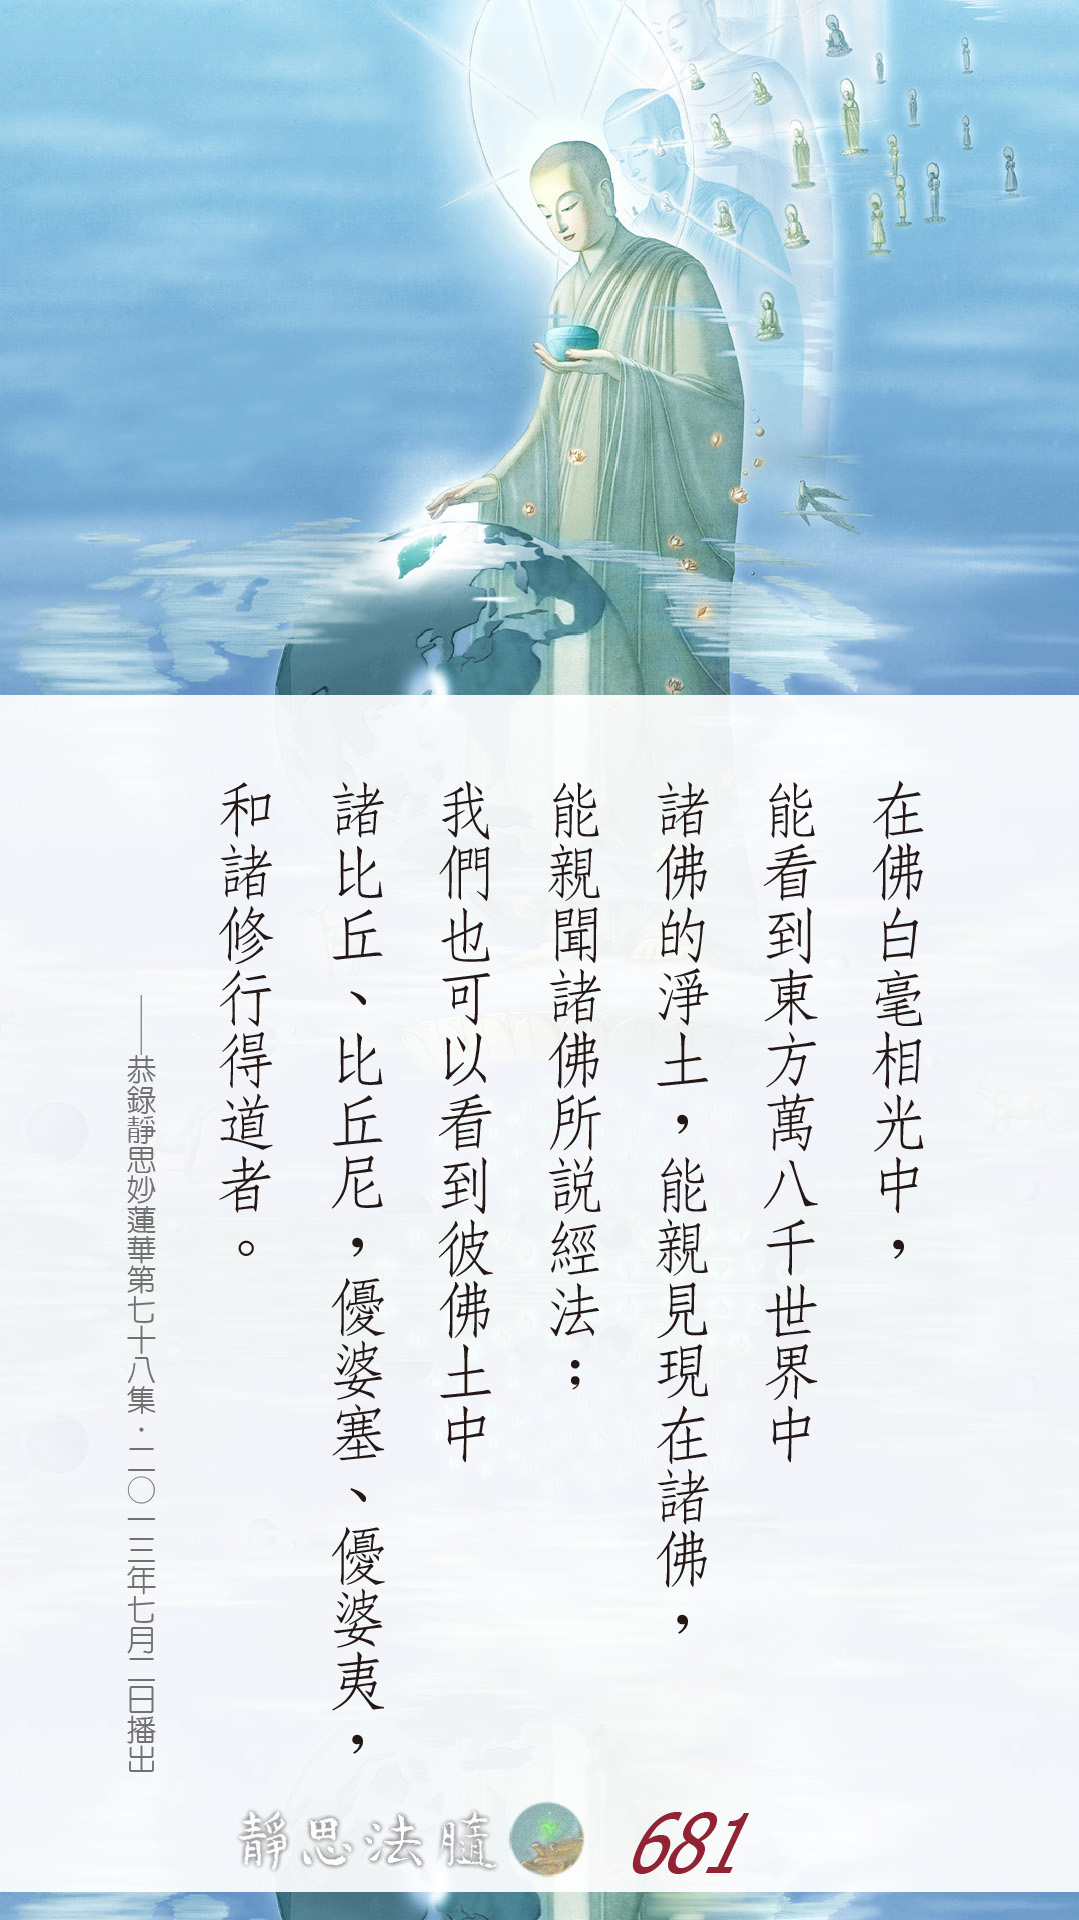 在佛白毫相光中，
能看到東方萬八千世界中
諸佛的淨土，能親見現在諸佛，
能親聞諸佛所説經法；
我們也可以看到彼佛土中
諸比丘、比丘尼，優婆塞、優婆夷，
和諸修行得道者。
——恭錄靜思妙蓮華第七十八集．二〇一三年七月二日播出
靜思法髓 681